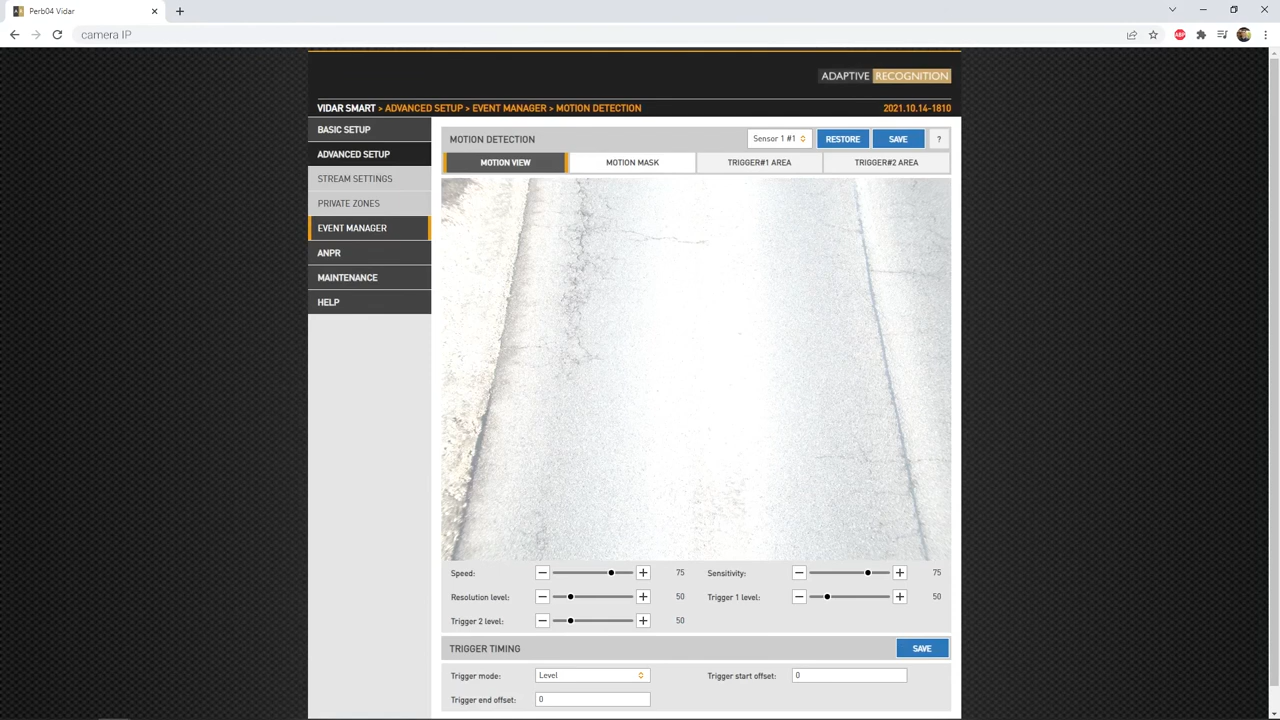 Perb04 Vidar
camera IP
ABP
ADAPTIVE RECOGNITION
VIDAR SMART > ADVANCED SETUP > EVENT MANAGER > MOTION DETECTION
2021.10.14-1810
BASIC SETUP
ADVANCED SETUP
STREAM SETTINGS
PRIVATE ZONES
EVENT MANAGER
ANPR
MAINTENANCE
HELP
MOTION DETECTION
Sensor 1 #1
RESTORE
SAVE
?
MOTION VIEW
MOTION MASK
TRIGGER#1 AREA
TRIGGER#2 AREA
Speed: 75
Sensitivity: 75
Resolution level: 50
Trigger 1 level: 50
Trigger 2 level: 50
TRIGGER TIMING
SAVE
Trigger mode: Level
Trigger start offset: 0
Trigger end offset: 0